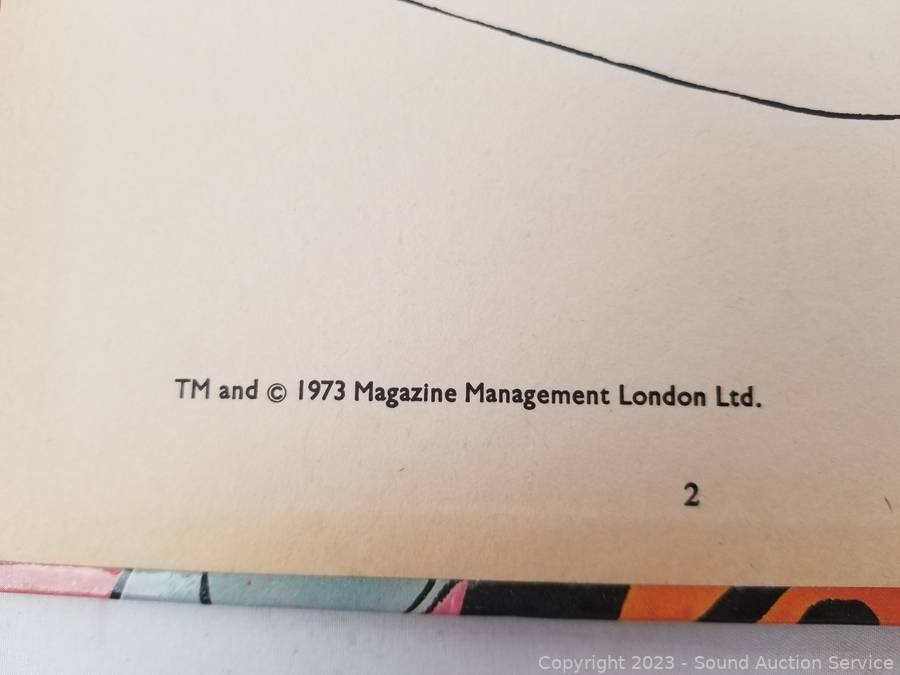 TM and © 1973 Magazine Management London Ltd.
2
Copyright 2023 - Sound Auction Service